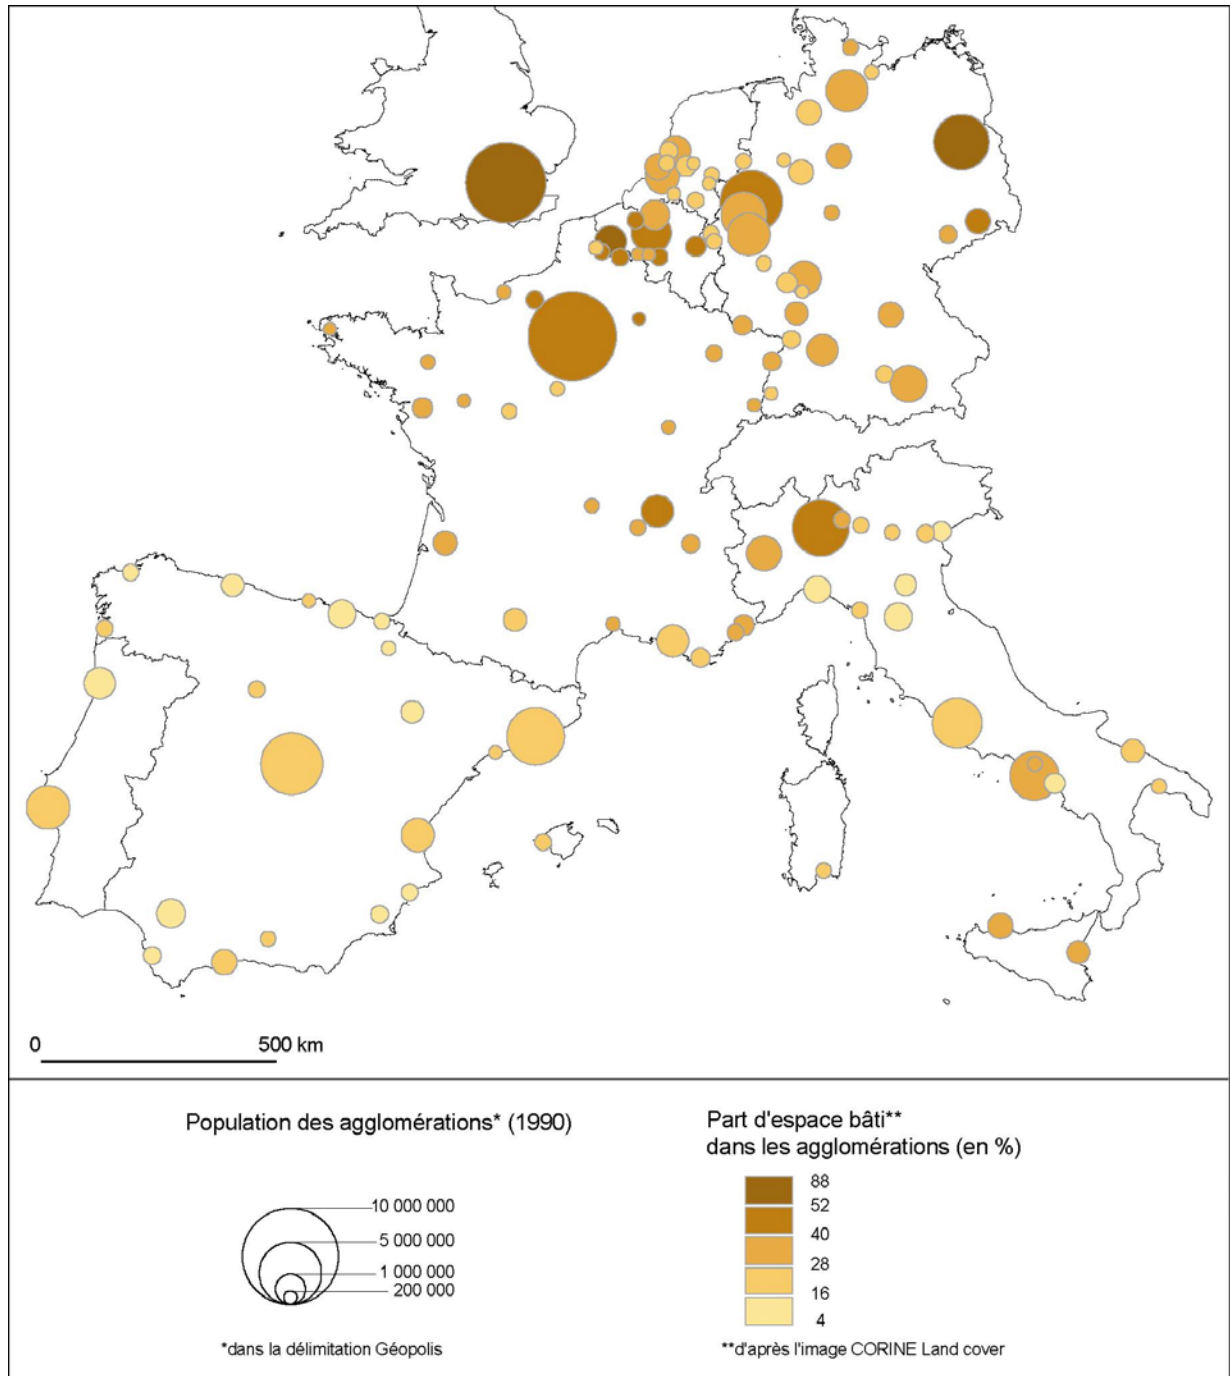 0
500 km
Population des agglomérations* (1990)
10 000 000
5 000 000
1 000 000
200 000
*dans la délimitation Géopolis
Part d'espace bâti**
dans les agglomérations (en %)
88
52
40
28
16
4
**d'après l'image CORINE Land cover